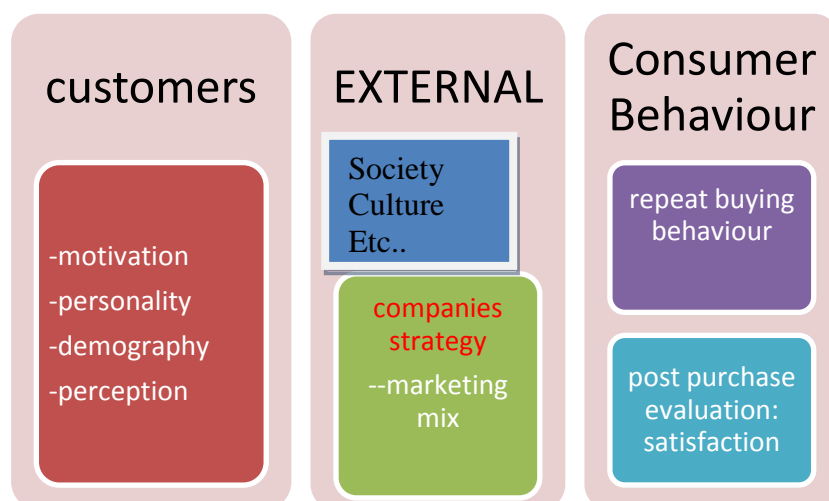 customers
-motivation
-personality
-demography
-perception
EXTERNAL
Society
Culture
Etc..
companies
strategy
--marketing
mix
Consumer
Behaviour
repeat buying
behaviour
post purchase
evaluation:
satisfaction